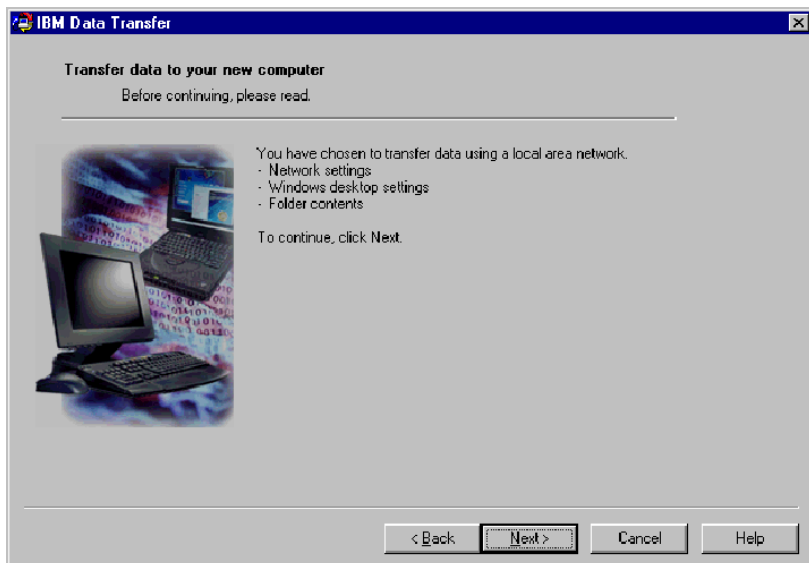 IBM Data Transfer
Transfer data to your new computer
Before continuing, please read.
You have chosen to transfer data using a local area network.
- Network settings
- Windows desktop settings
- Folder contents
To continue, click Next.
< Back Next > Cancel Help